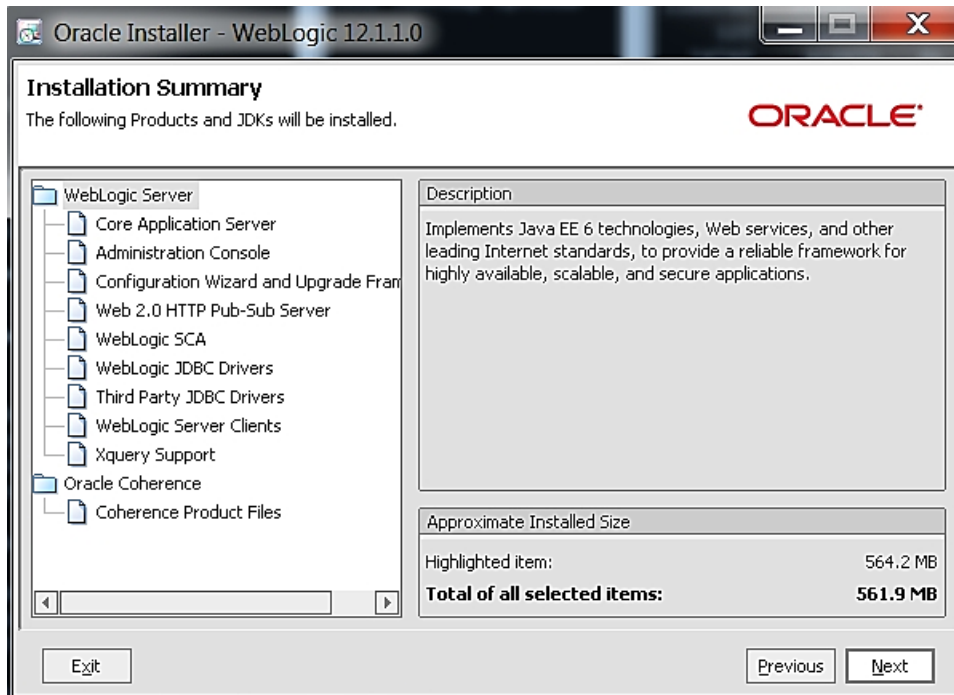 Oracle Installer - WebLogic 12.1.1.0
Installation Summary
The following Products and JDKs will be installed.
ORACLE
WebLogic Server
Core Application Server
Administration Console
Configuration Wizard and Upgrade Fram
Web 2.0 HTTP Pub-Sub Server
WebLogic SCA
WebLogic JDBC Drivers
Third Party JDBC Drivers
WebLogic Server Clients
Xquery Support
Oracle Coherence
Coherence Product Files
Description
Implements Java EE 6 technologies, Web services, and other
leading Internet standards, to provide a reliable framework for
highly available, scalable, and secure applications.
Approximate Installed Size
Highlighted item: 564.2 MB
Total of all selected items: 561.9 MB
Exit
Previous
Next